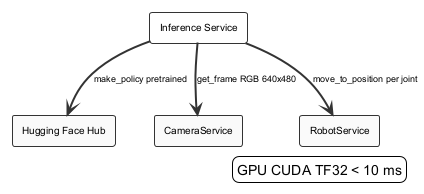 Inference Service
make_policy pretrained
get_frame RGB 640x480
move_to_position per joint
Hugging Face Hub
CameraService
RobotService
GPU CUDA TF32 < 10 ms